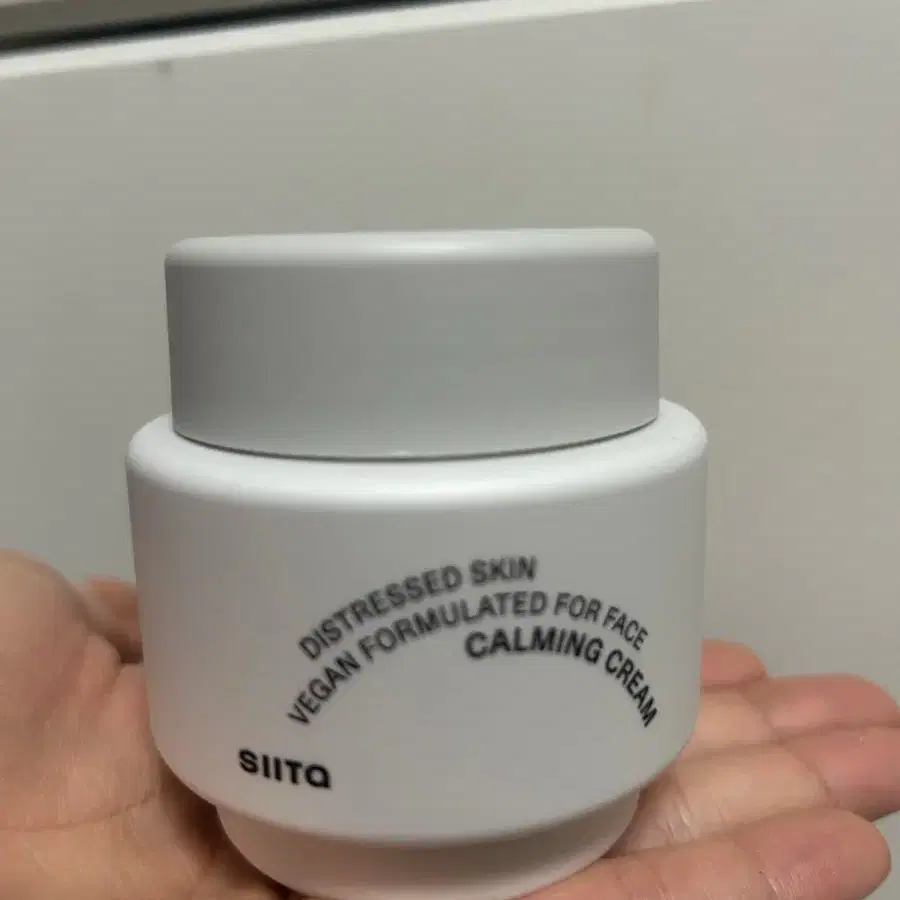 DISTRESSED SKIN
VEGAN FORMULATED FOR FACE
CALMING CREAM
SIITA